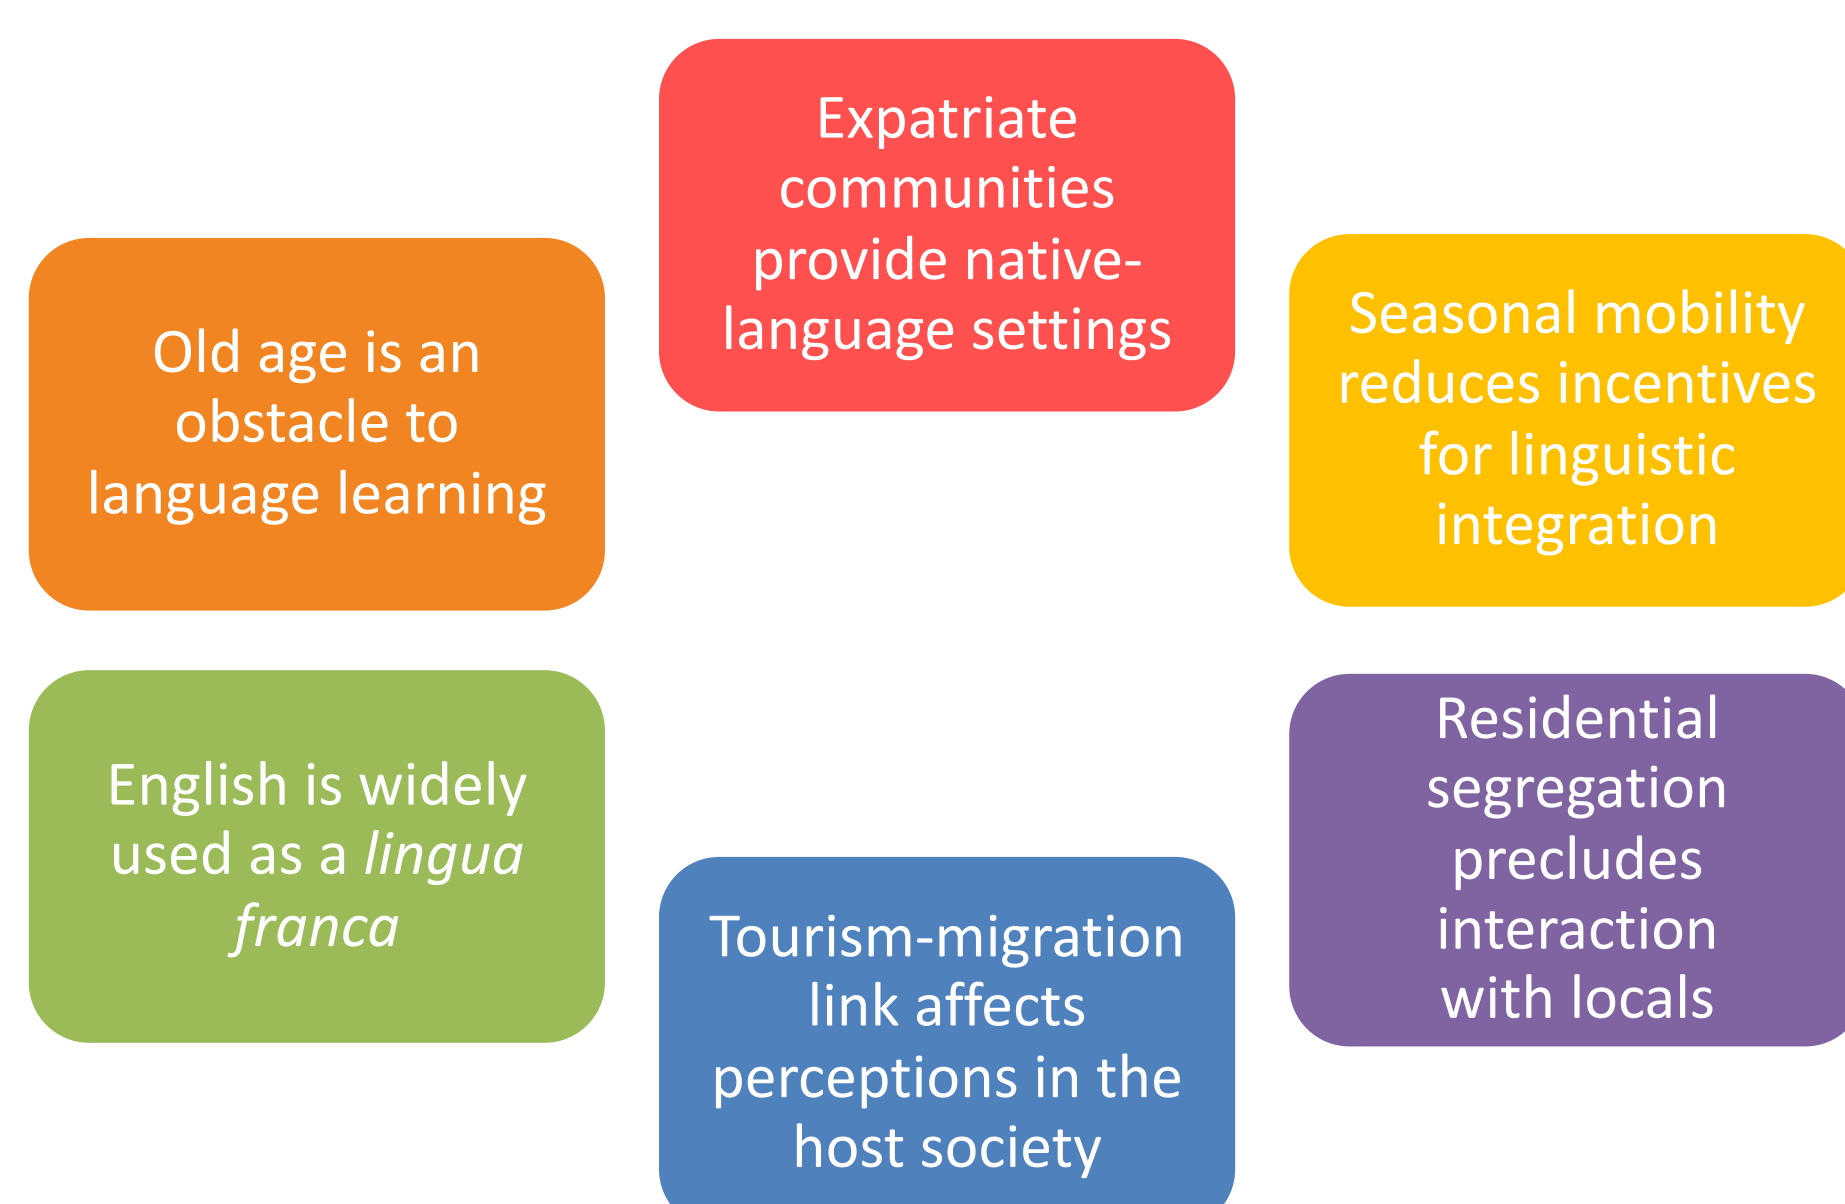 Expatriate
communities
provide native-
language settings
Old age is an
obstacle to
language learning
Seasonal mobility
reduces incentives
for linguistic
integration
English is widely
used as a lingua
franca
Residential
segregation
precludes
interaction
with locals
Tourism-migration
link affects
perceptions in the
host society